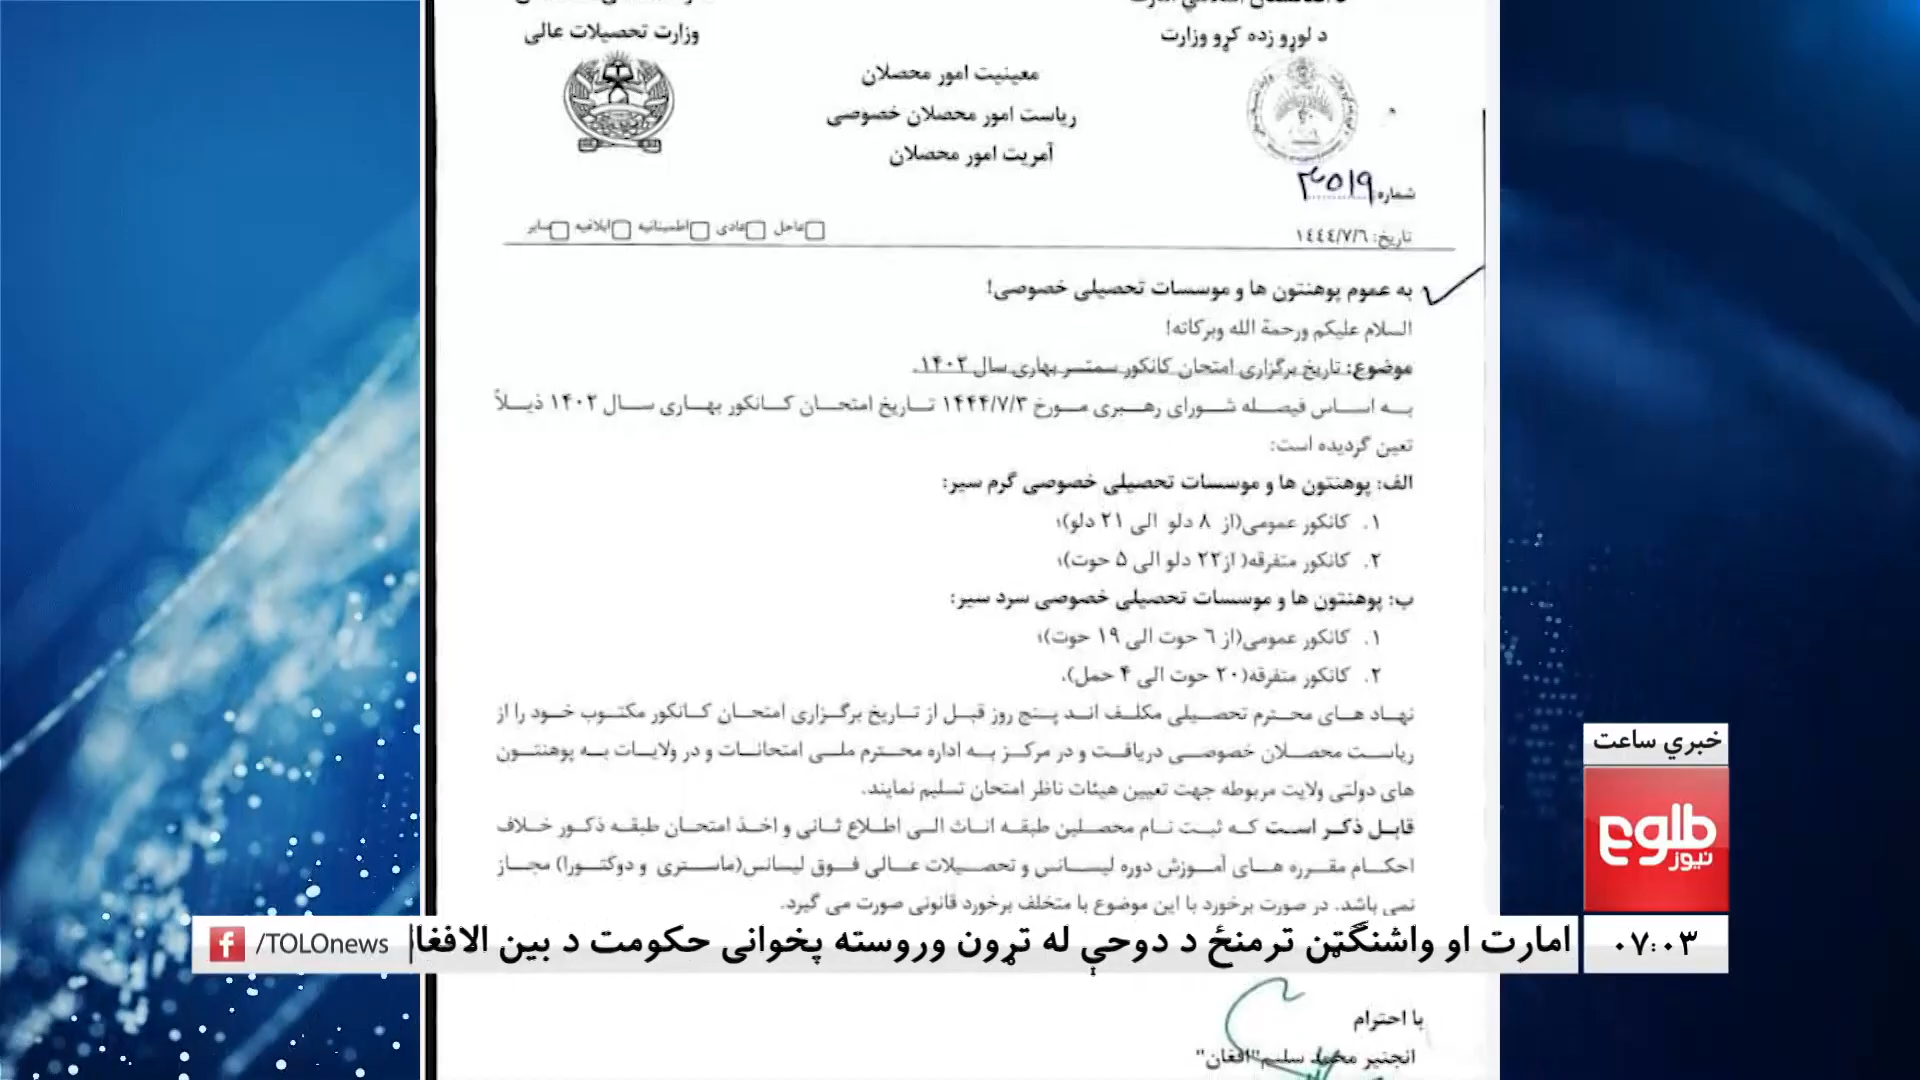 وزارت تحصیلات عالی
د لوړو زده کړو وزارت
معینیت امور محصلان
ریاست امور محصلان خصوصی
آمریت امور محصلان
شماره: ۳۵۱۹
تاریخ: ١٤٤٤/٧/٦
عاجل عادی اطمینانیه ابلاغیه سایر
به عموم پوهنتون ها و موسسات تحصیلی خصوصی!
السلام علیکم ورحمة الله وبرکاته!
موضوع: تاریخ برگزاری امتحان کانکور سمتسر بهاری سال ۱۴۰۲.
به اساس فیصله شورای رهبری مورخ ۱۴۴۴/۷/۳ تاریخ امتحان کانکور بهاری سال ۱۴۰۲ ذیلاً
تعین گردیده است:
الف: پوهنتون ها و موسسات تحصیلی خصوصی گرم سیر:
۱. کانکور عمومی(از ۸ دلو الی ۲۱ دلو)؛
۲. کانکور متفرقه( از۲۲ دلو الی ۵ حوت)؛
ب: پوهنتون ها و موسسات تحصیلی خصوصی سرد سیر:
۱. کانکور عمومی(از ٦ حوت الی ۱۹ حوت)؛
۲. کانکور متفرقه(۲۰ حوت الی ۴ حمل).
نهاد های محترم تحصیلی مکلف اند پنج روز قبل از تاریخ برگزاری امتحان کانکور مکتوب خود را از
ریاست محصلان خصوصی دریافت و در مرکز به اداره محترم ملی امتحانات و در ولایات به پوهنتون
های دولتی ولایت مربوطه جهت تعیین هیئات ناظر امتحان تسلیم نمایند.
قابل ذکر است که ثبت نام محصلین طبقه اناث الی اطلاع ثانی و اخذ امتحان طبقه ذکور خلاف
احکام مقرره های آموزش دوره لیسانس و تحصیلات عالی فوق لیسانس(ماستری و دوکتورا) مجاز
نمی باشد. در صورت برخورد با این موضوع با متخلف برخورد قانونی صورت می گیرد.
خبري ساعت
طلوع
نیوز
/TOLOnews
امارت او واشنګټن ترمنځ د دوحې له تړون وروسته پخوانی حکومت د بین الافغا
۰۷:۰۳
با احترام
انجنیر محمد سلیم"افغان"